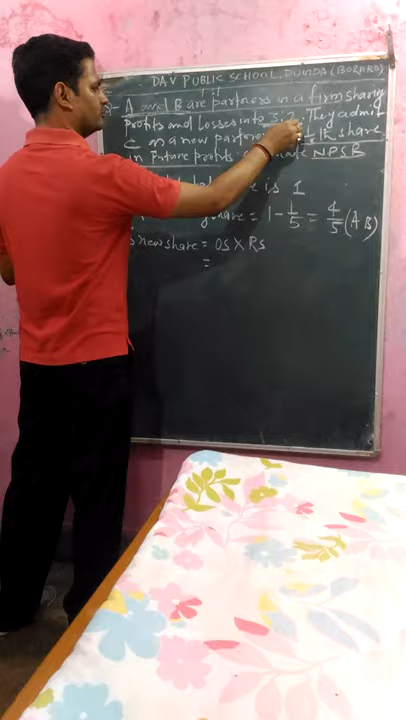 DAV PUBLIC SCHOOL, DUNDA (BOKARO)
Q- A and B are partners in a firm sharing
Profits and Losses into 3:2. They admit
C as a new partner 1/5 th share
in Future profits. NPSR
is 1
share = 1 - 1/5 = 4/5 (AB)
new share = OS X RS
=